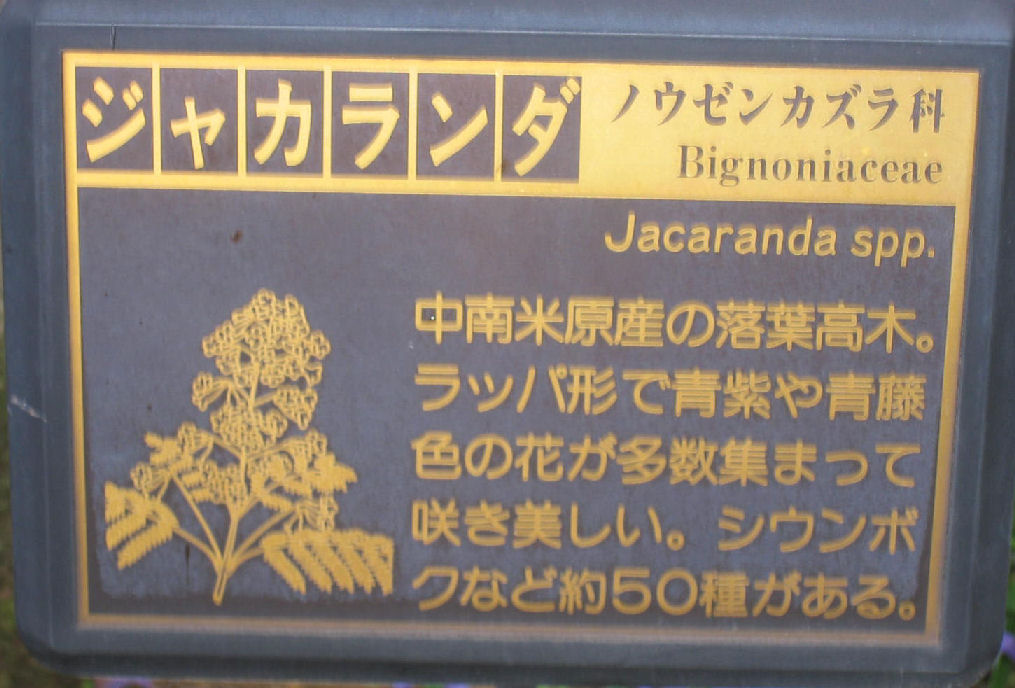 ジャカランダ
ノウゼンカズラ科
Bignoniaceae
Jacaranda spp.
中南米原産の落葉高木。
ラッパ形で青紫や青藤
色の花が多数集まって
咲き美しい。シウンボ
クなど約50種がある。